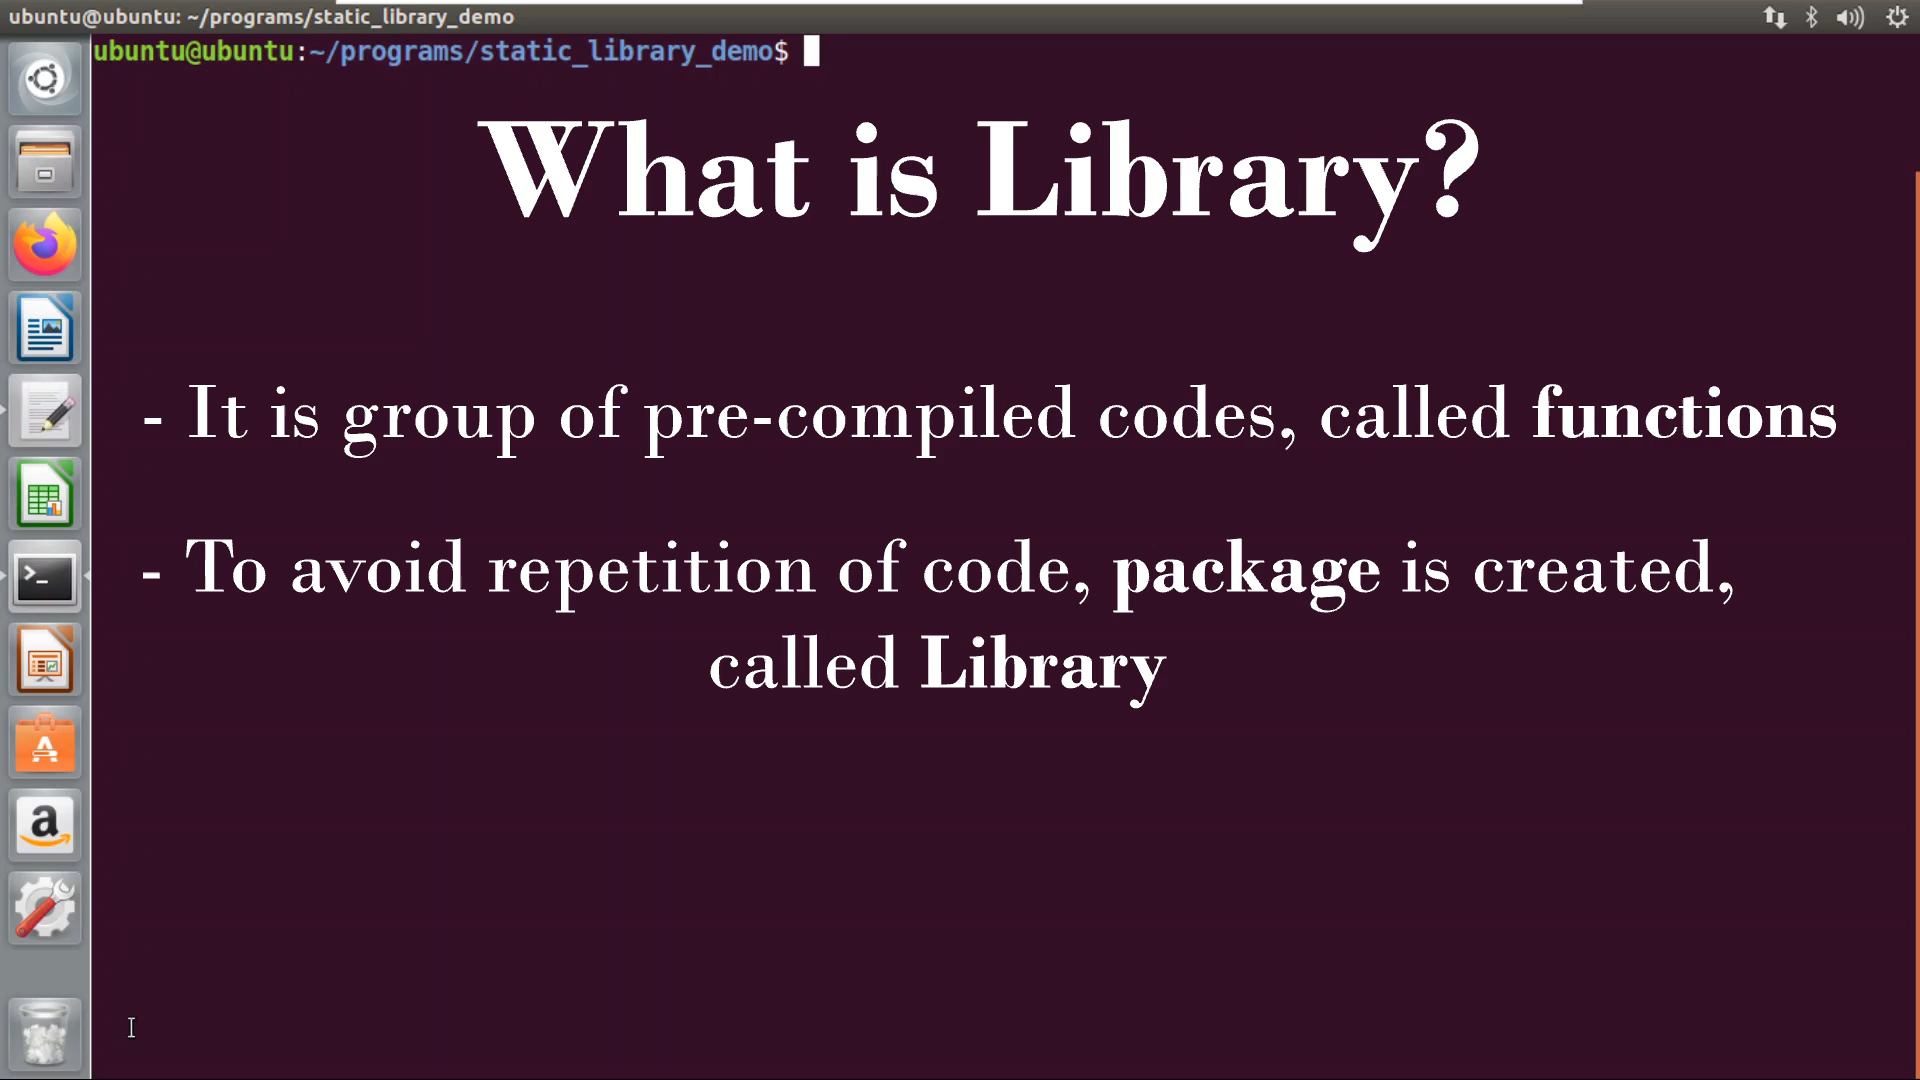 ubuntu@ubuntu: ~/programs/static_library_demo
ubuntu@ubuntu:~/programs/static_library_demo$
What is Library?
- It is group of pre-compiled codes, called functions
- To avoid repetition of code, package is created,
called Library